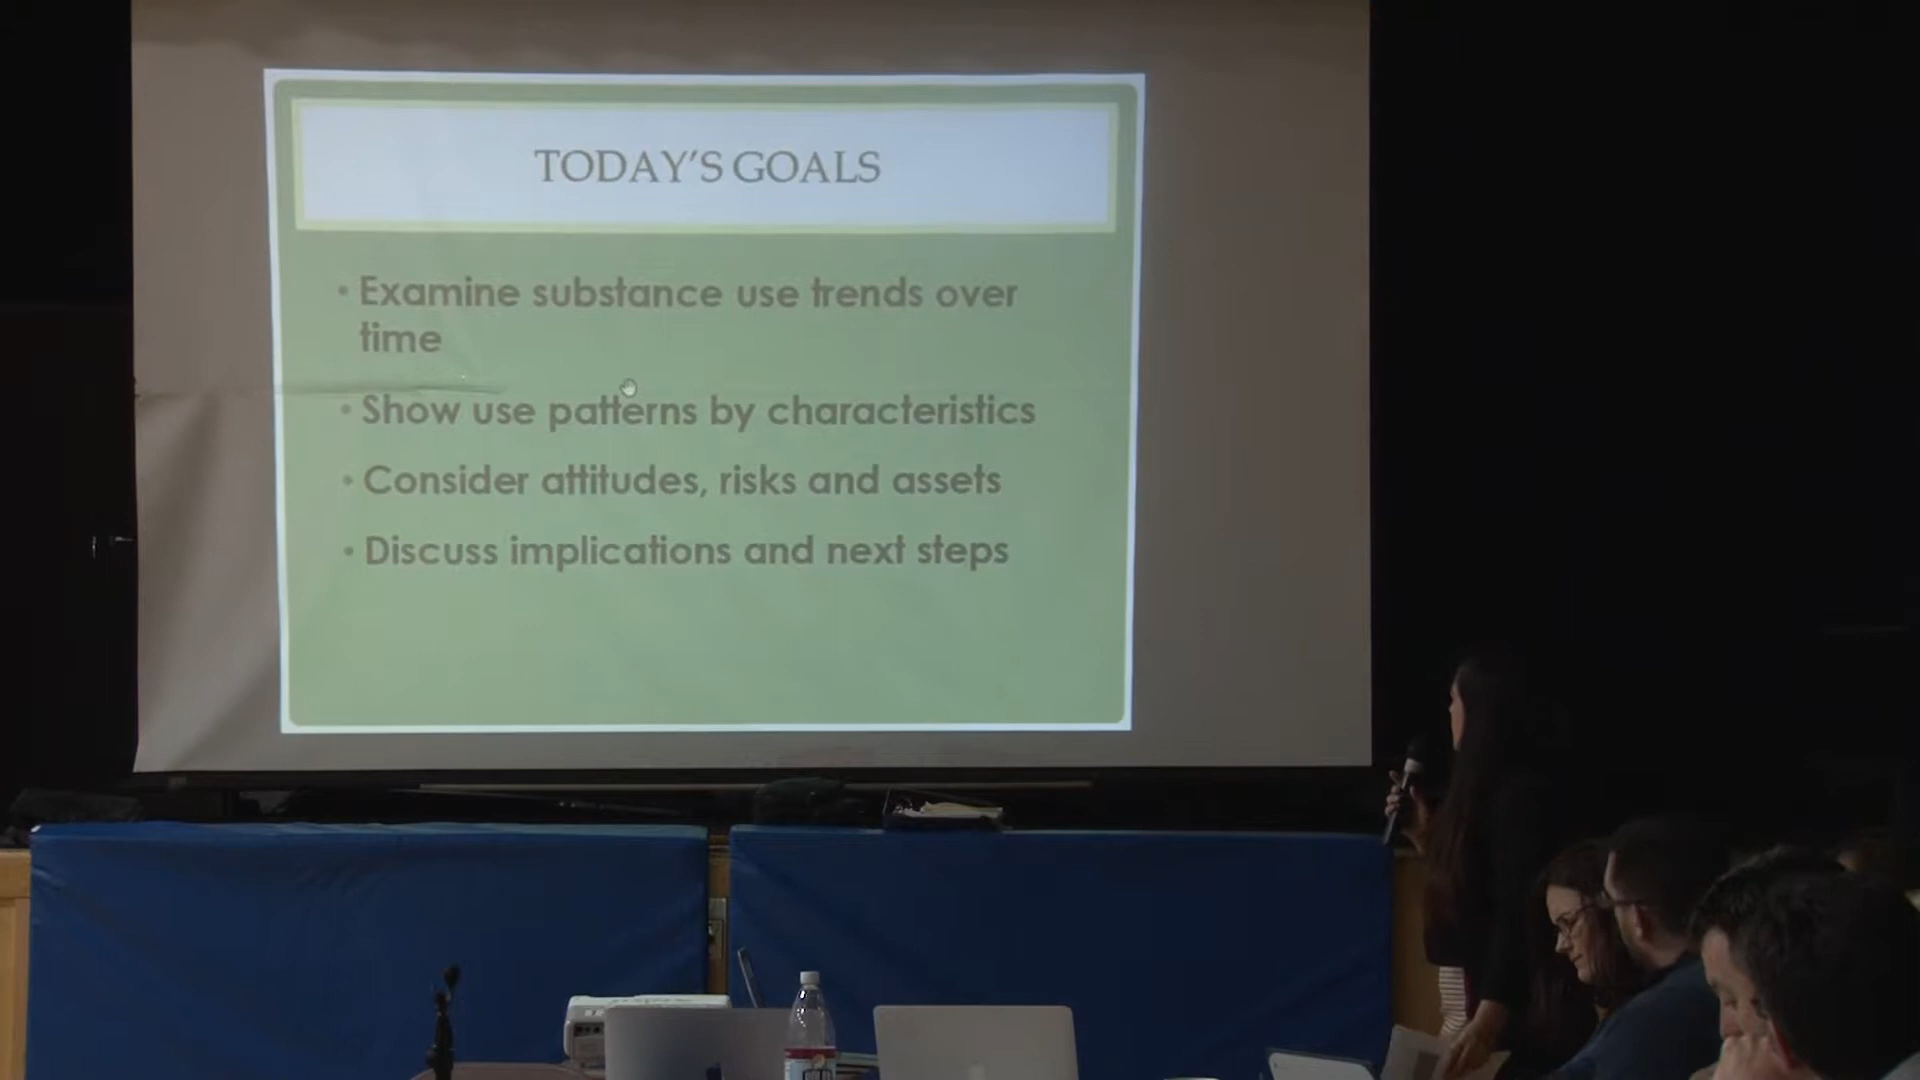 TODAY'S GOALS
• Examine substance use trends over
time
• Show use patterns by characteristics
• Consider attitudes, risks and assets
• Discuss implications and next steps